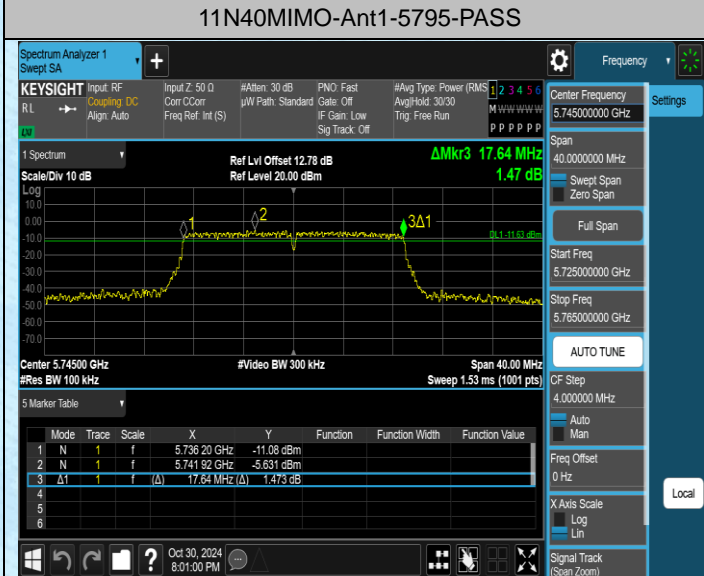 11N40MIMO-Ant1-5795-PASS
Spectrum Analyzer 1
Swept SA
Frequency
KEYSIGHT
Input: RF
Input Z: 50 Ω
#Atten: 30 dB
PNO: Fast
#Avg Type: Power (RMS
1 2 3 4 5 6
RL
Coupling: DC
Corr CCorr
µW Path: Standard
Gate: Off
Avg|Hold: 30/30
M W W W W W
Align: Auto
Freq Ref: Int (S)
IF Gain: Low
Trig: Free Run
Sig Track: Off
P P P P P P
Center Frequency
5.745000000 GHz
Settings
1 Spectrum
Ref Lvl Offset 12.78 dB
ΔMkr3 17.64 MHz
Scale/Div 10 dB
Ref Level 20.00 dBm
1.47 dB
Log
10.0
0.00
-10.0
-20.0
-30.0
-40.0
-50.0
-60.0
-70.0
1
2
3Δ1
DL1 -11.63 dBm
Center 5.74500 GHz
#Video BW 300 kHz
Span 40.00 MHz
#Res BW 100 kHz
Sweep 1.53 ms (1001 pts)
Span
40.0000000 MHz
Swept Span
Zero Span
Full Span
Start Freq
5.725000000 GHz
Stop Freq
5.765000000 GHz
AUTO TUNE
CF Step
4.000000 MHz
Auto
Man
Freq Offset
0 Hz
X Axis Scale
Log
Lin
Signal Track
(Span Zoom)
Local
5 Marker Table
Mode Trace Scale X Y Function Function Width Function Value
1 N 1 f 5.736 20 GHz -11.08 dBm
2 N 1 f 5.741 92 GHz -5.631 dBm
3 Δ1 1 f (Δ) 17.64 MHz (Δ) 1.473 dB
4
5
6
?
Oct 30, 2024
8:01:00 PM